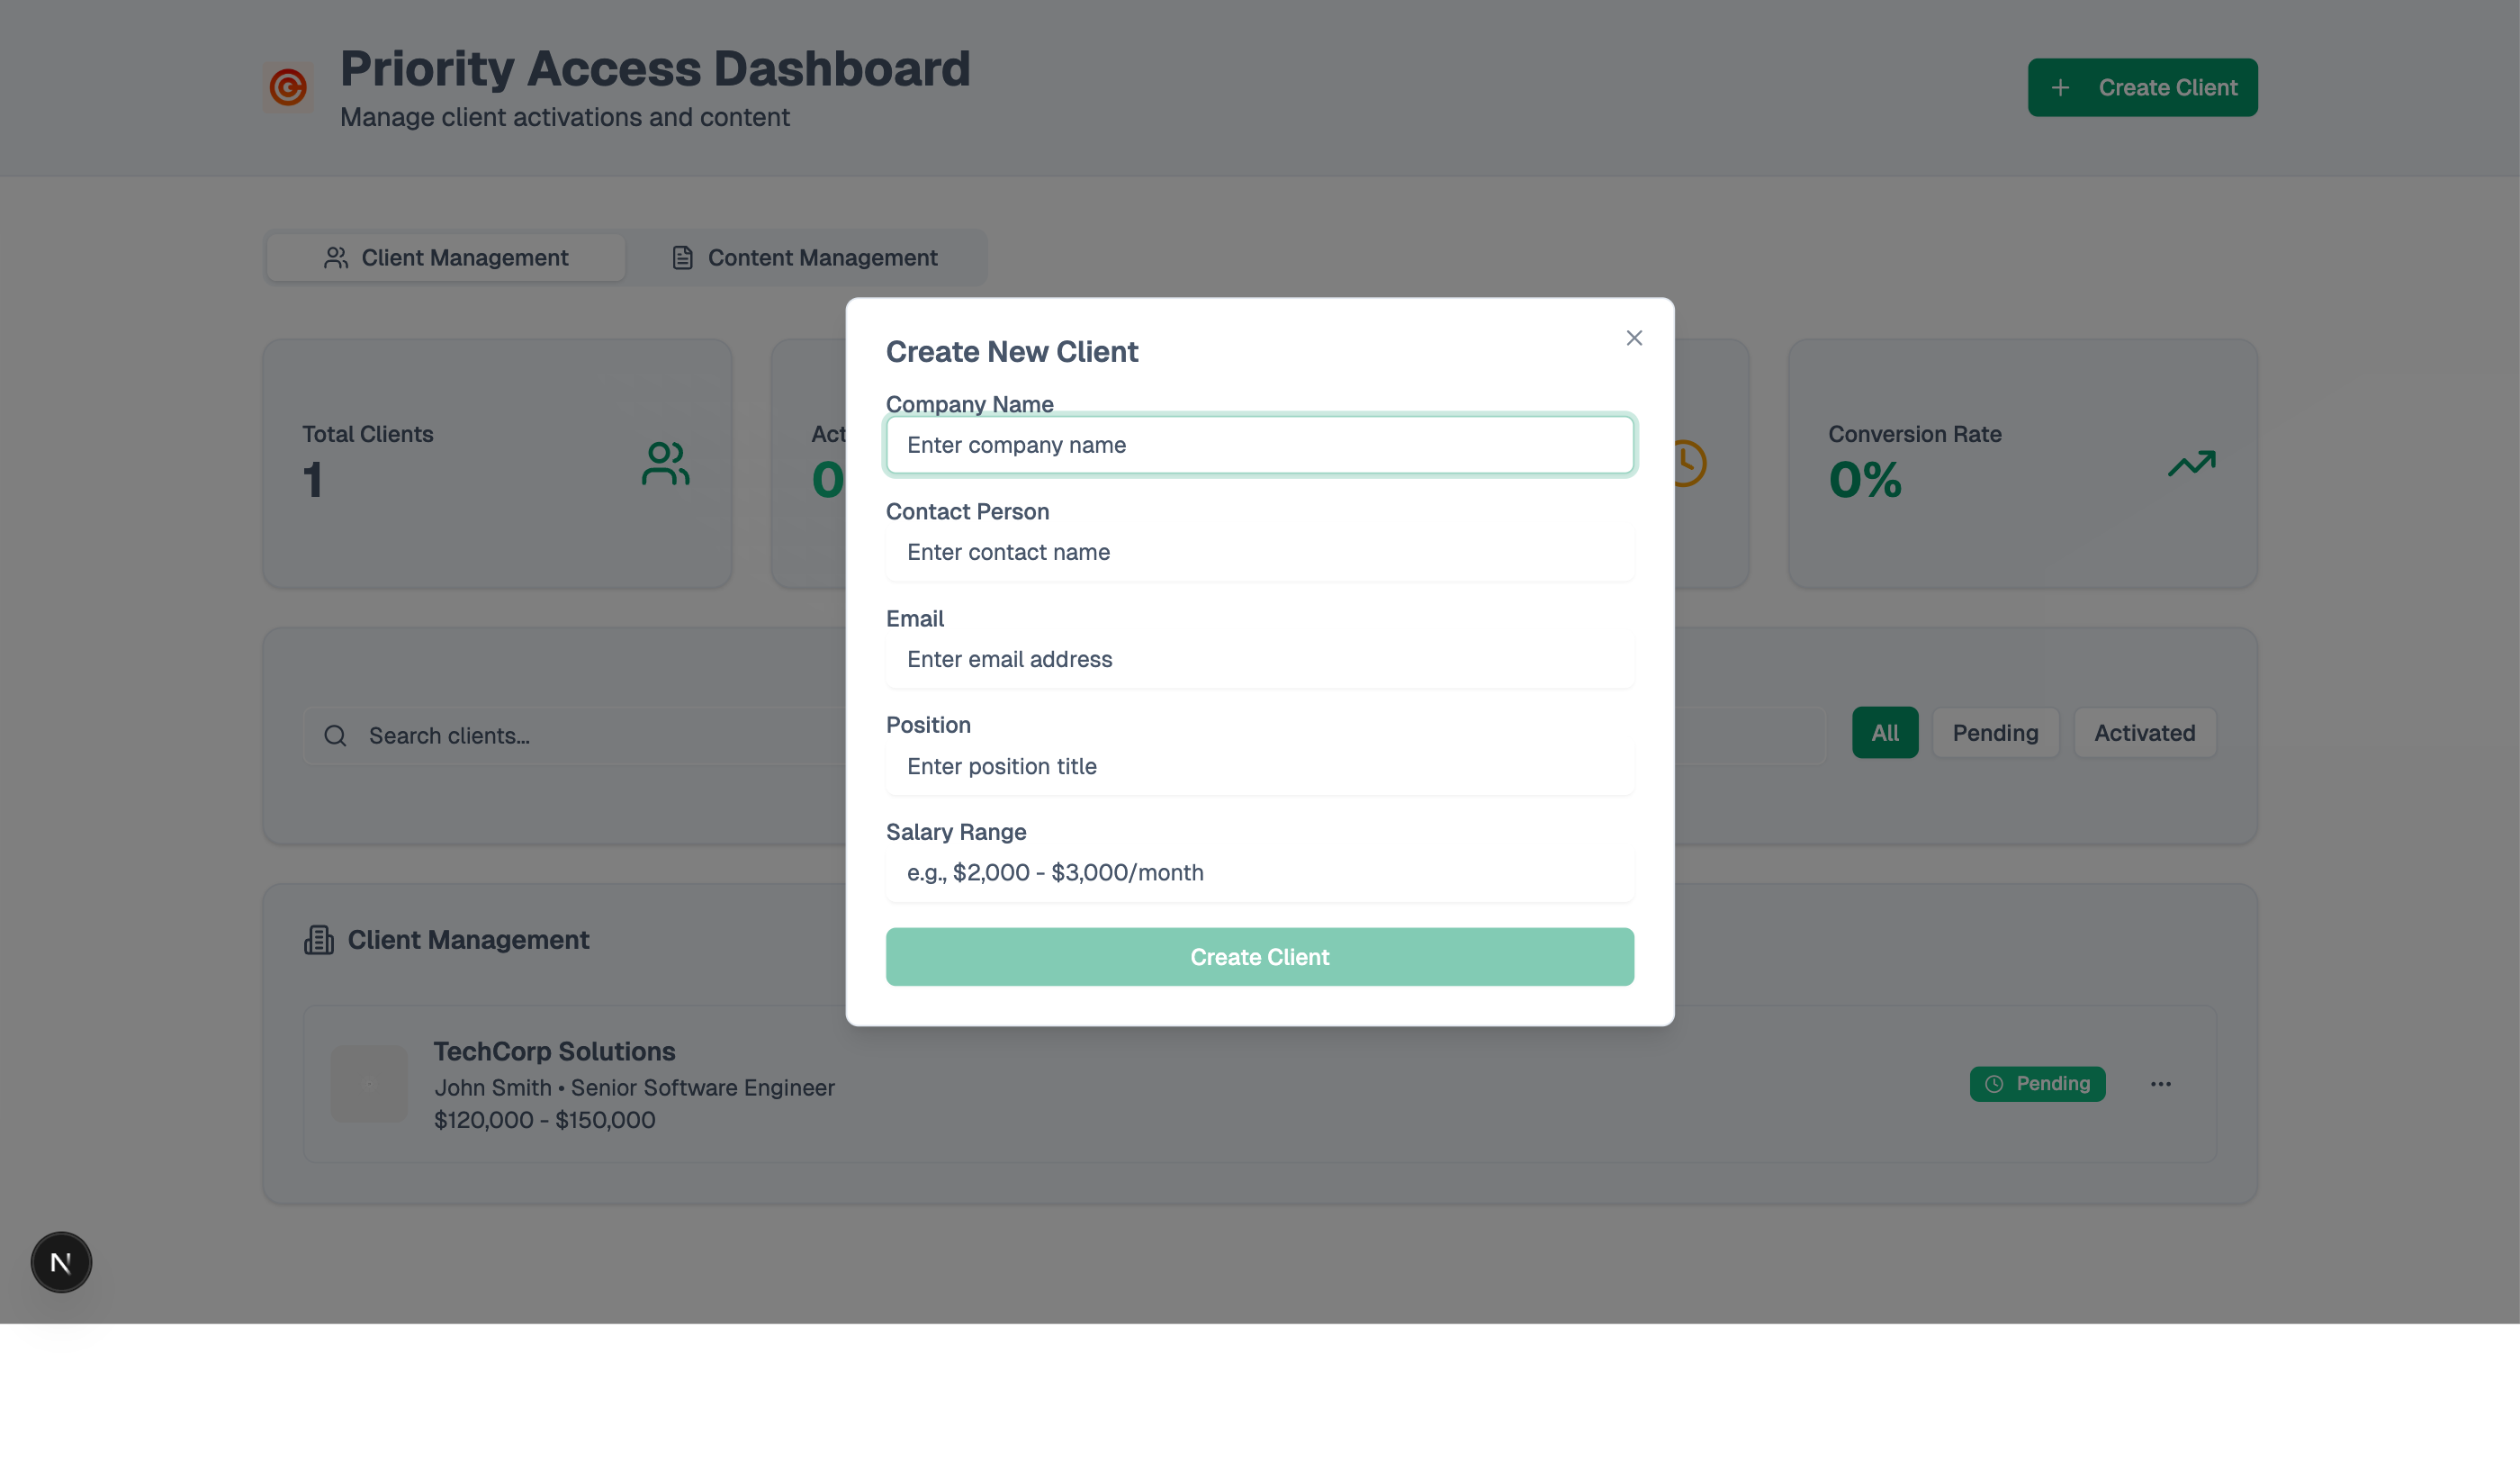 Priority Access Dashboard
Manage client activations and content
+ Create Client
Client Management
Content Management
Create New Client
Company Name
Enter company name
Contact Person
Enter contact name
Email
Enter email address
Position
Enter position title
Salary Range
e.g., $2,000 - $3,000/month
Create Client
Total Clients
1
Act
0
Conversion Rate
0%
Search clients...
All
Pending
Activated
Client Management
TechCorp Solutions
John Smith • Senior Software Engineer
$120,000 - $150,000
Pending
N